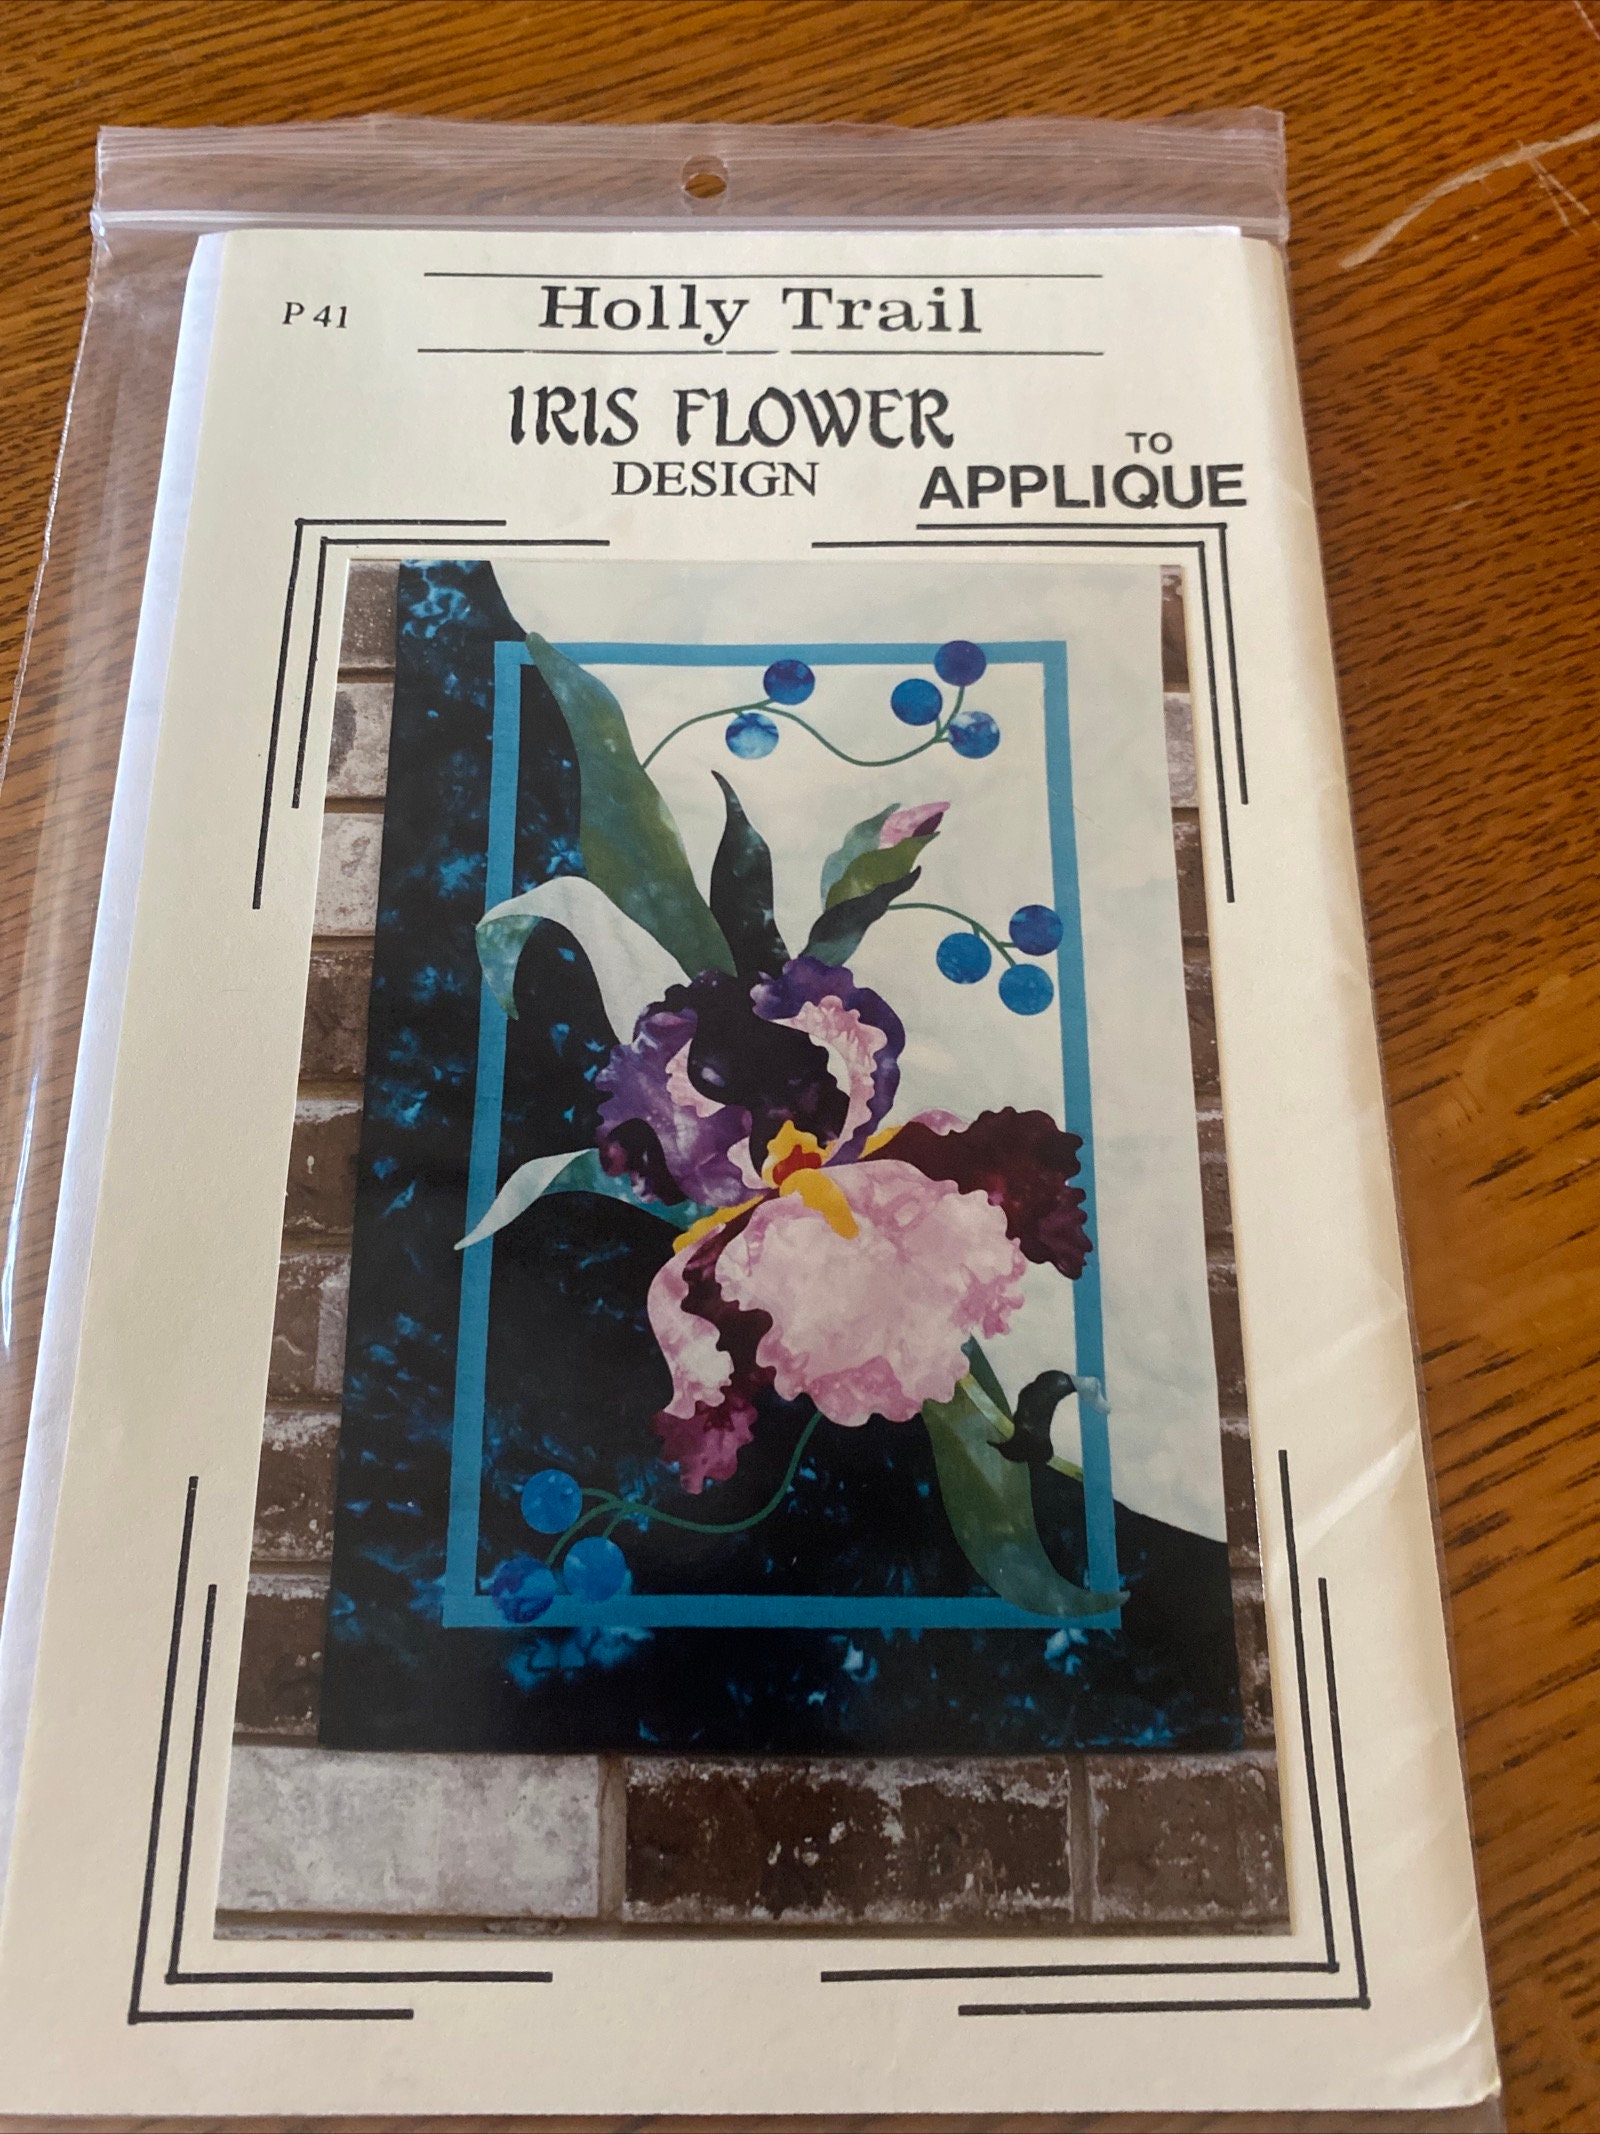 P 41
Holly Trail
IRIS FLOWER
DESIGN
TO
APPLIQUE